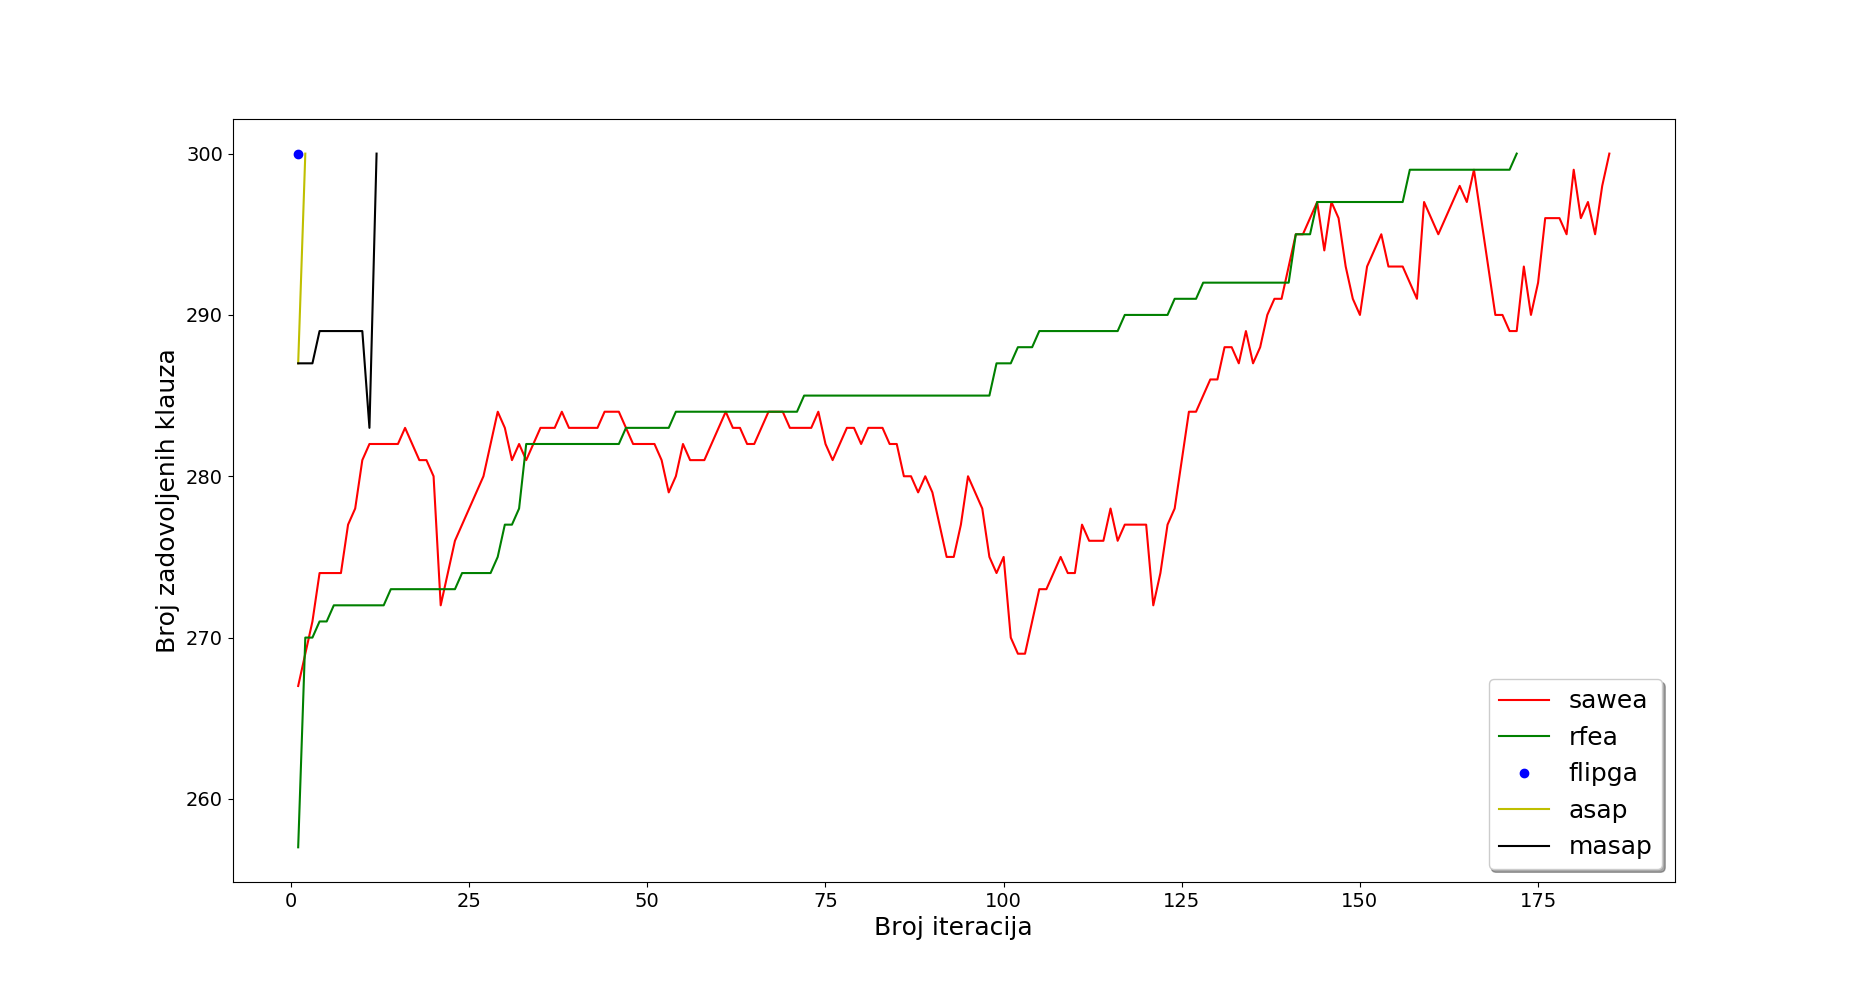 300
290
280
270
260
Broj zadovoljenih klauza
0 25 50 75 100 125 150 175
Broj iteracija
sawea
rfea
flipga
asap
masap